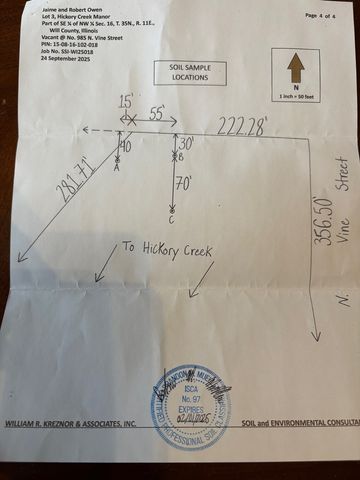 Jaime and Robert Owen
Lot 3, Hickory Creek Manor
Part of SE ¼ of NW ¼ Sec. 16, T. 35N., R. 11E.,
Will County, Illinois
Vacant @ No. 985 N. Vine Street
PIN: 15-08-16-102-018
Job No. SSI-WI25018
24 September 2025
Page 4 of 4
SOIL SAMPLE
LOCATIONS
N
1 inch = 50 feet
15'
55'
222.28'
40
30'
A
B
281.71'
70'
C
356.50'
N. Vine Street
To Hickory Creek
ISCA
No. 97
EXPIRES
PROFESSIONAL SOIL
WILLIAM R. KREZNOR & ASSOCIATES, INC.
SOIL and ENVIRONMENTAL CONSULTA